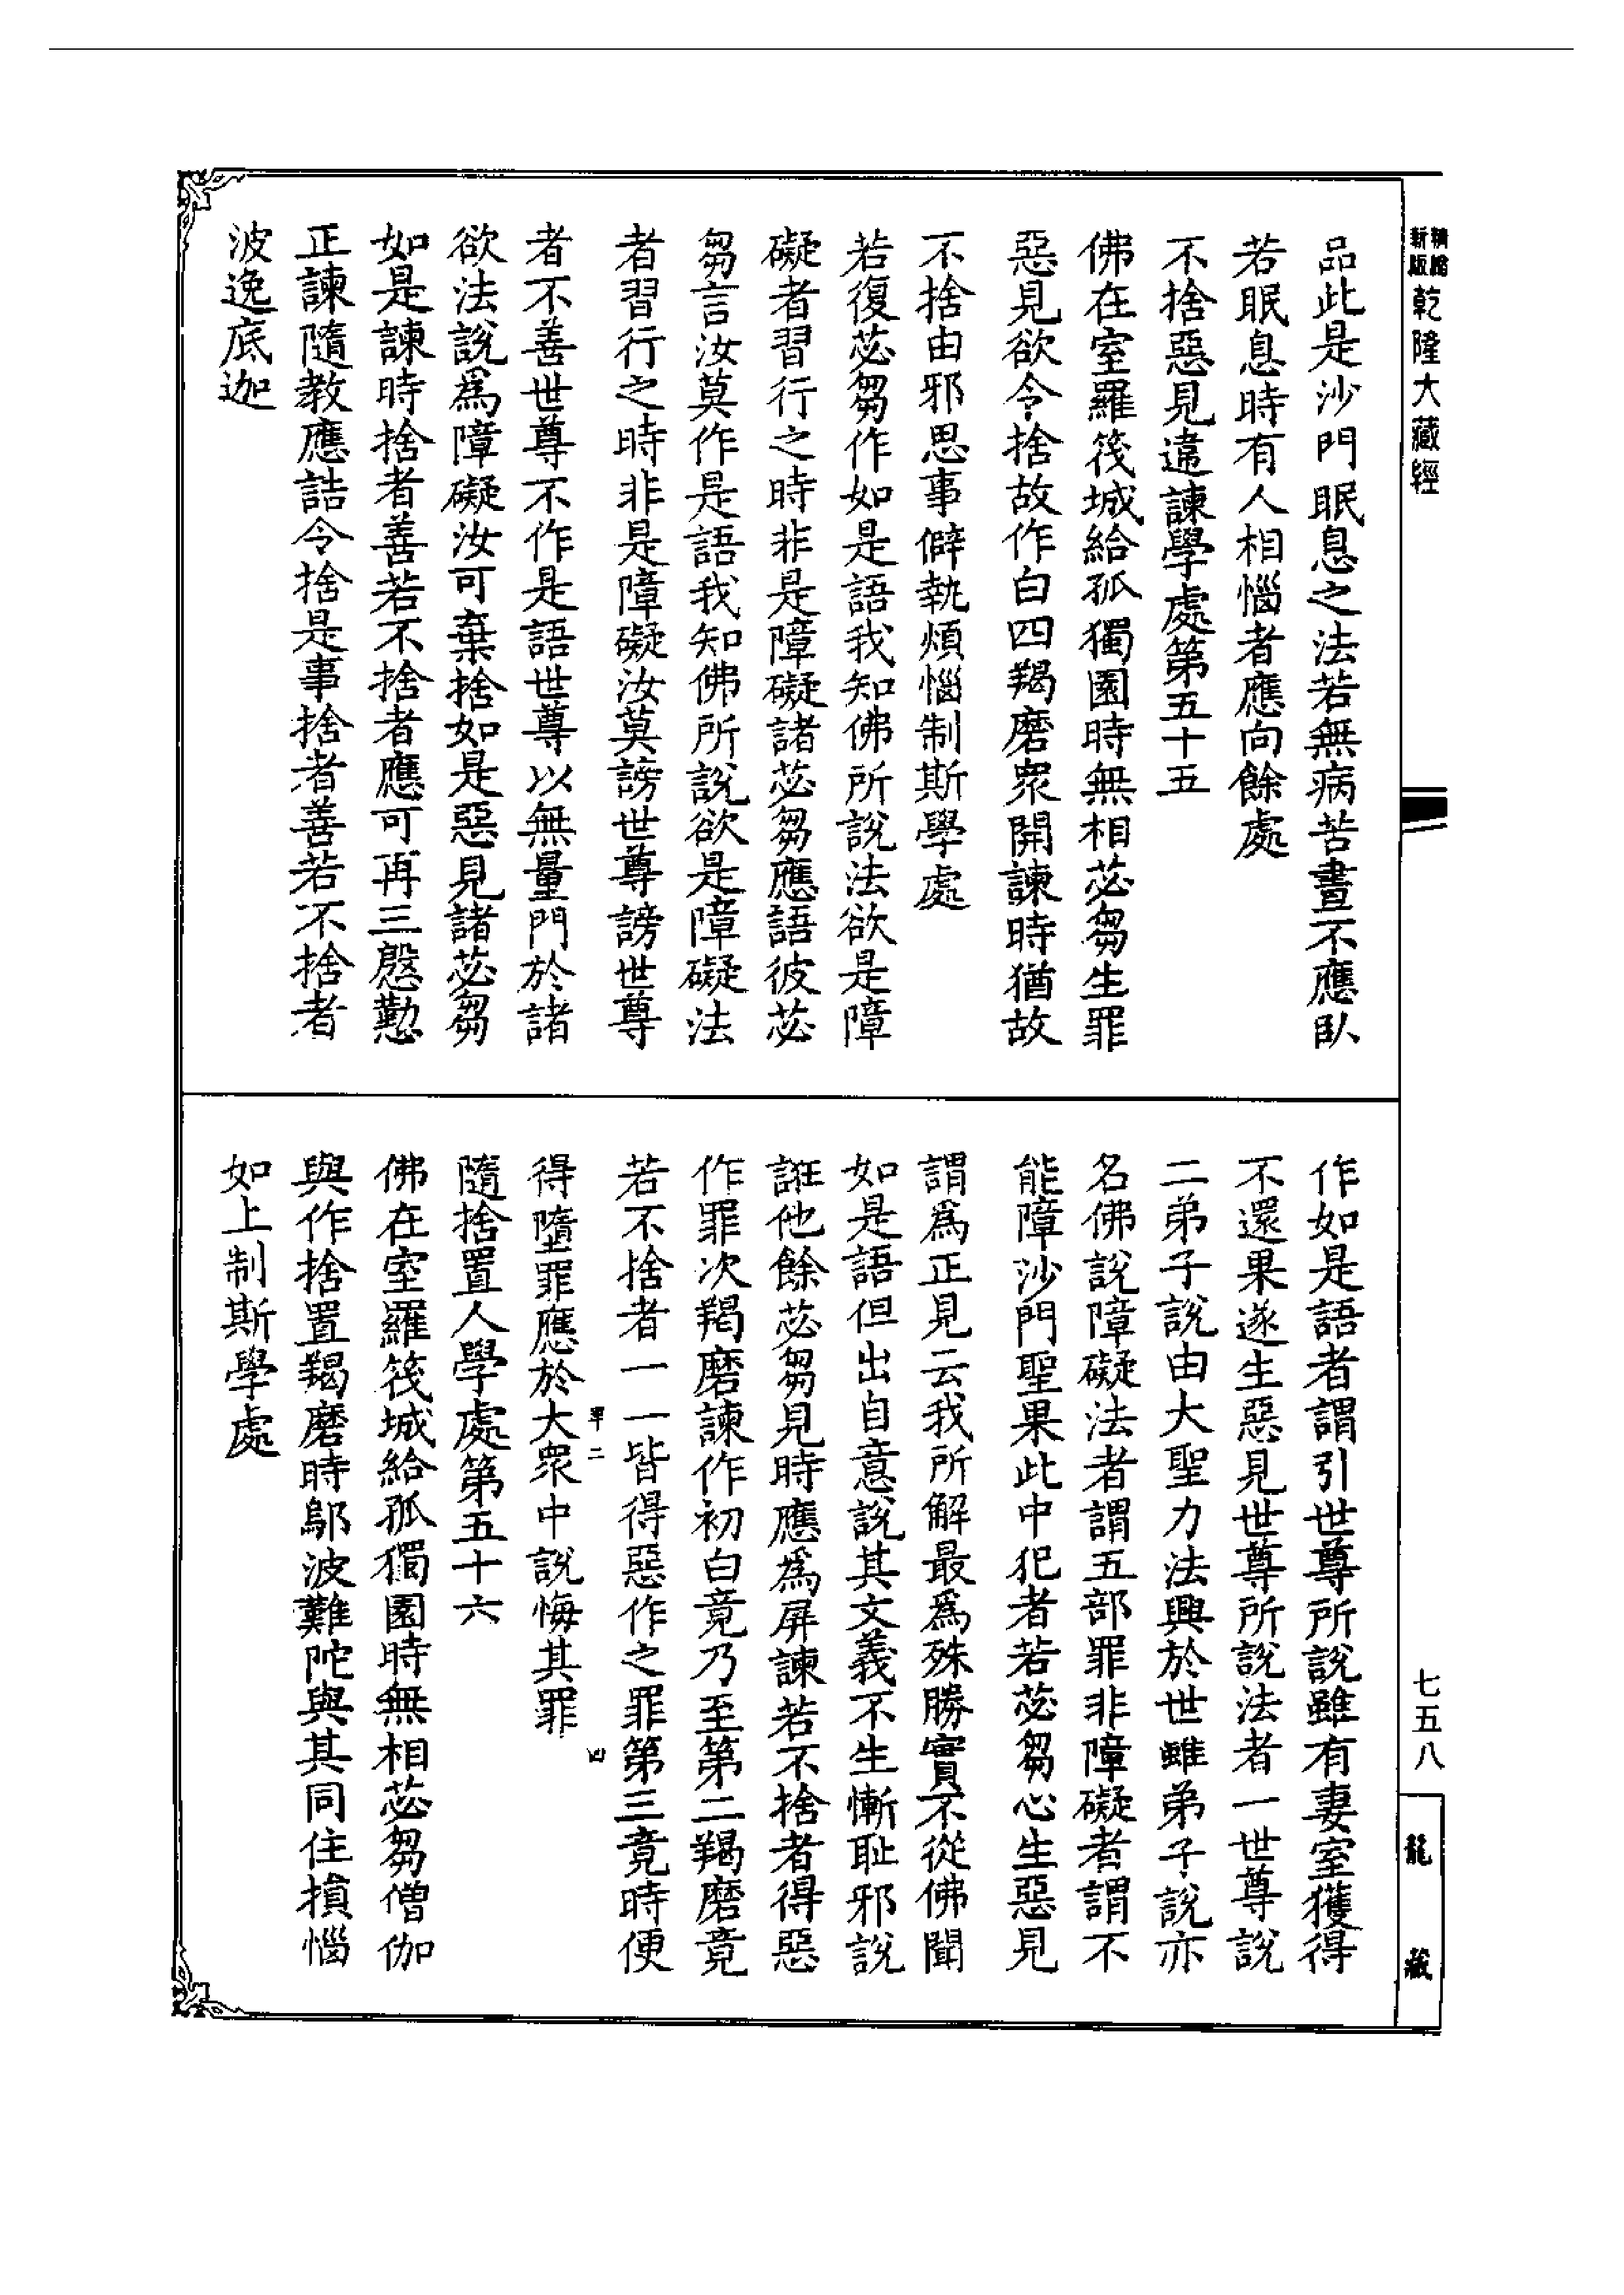 精縮新版乾隆大藏經
七五八
龍藏
品此是沙門眠息之法若無病苦晝不應臥
若眠息時有人相惱者應向餘處
不捨惡見違諫學處第五十五
佛在室羅筏城給孤獨園時無相苾芻生罪
惡見欲令捨故作白四羯磨眾開諫時猶故
不捨由邪思事僻執煩惱制斯學處
若復苾芻作如是語我知佛所說法欲是障
礙者習行之時非是障礙諸苾芻應語彼苾
芻言汝莫作是語我知佛所說欲是障礙法
者習行之時非是障礙汝莫謗世尊謗世尊
者不善世尊不作是語世尊以無量門於諸
欲法說為障礙汝可棄捨如是惡見諸苾芻
如是諫時捨者善若不捨者應可再三慇懃
正諫隨教應詰令捨是事捨者善若不捨者
波逸底迦
作如是語者謂引世尊所說雖有妻室獲得
不還果遂生惡見世尊所說法者一世尊說
二弟子說由大聖力法興於世雖弟子說亦
名佛說障礙法者謂五部罪非障礙者謂不
能障沙門聖果此中犯者若苾芻心生惡見
謂為正見云我所解最為殊勝實不從佛聞
如是語但出自意說其文義不生慚恥邪說
誑他餘苾芻見時應為屏諫若不捨者得惡
作罪次羯磨諫作初白竟乃至第二羯磨竟
若不捨者一一皆得惡作之罪第三竟時便
得墮罪應於大眾中說悔其罪
隨捨置人學處第五十六
佛在室羅筏城給孤獨園時無相苾芻僧伽
與作捨置羯磨時鄔波難陀與其同住損惱
如上制斯學處